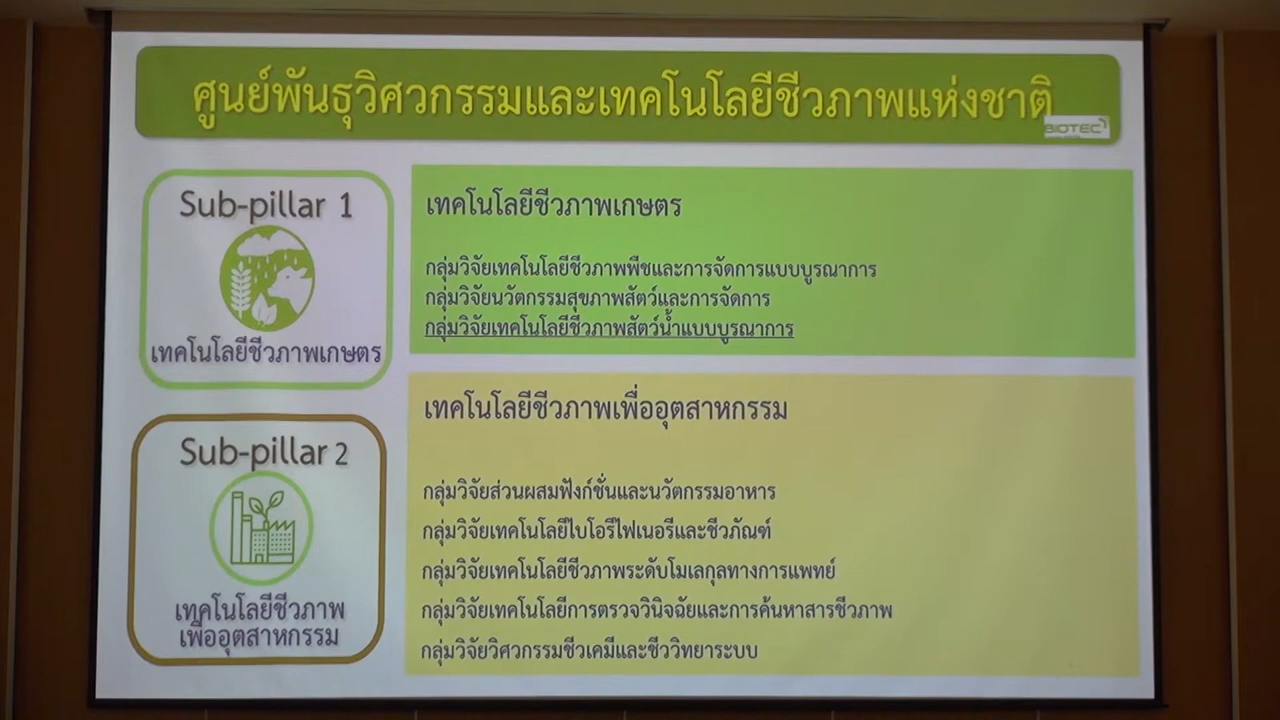 ศูนย์พันธุวิศวกรรมและเทคโนโลยีชีวภาพแห่งชาติ
BIOTEC
Sub-pillar 1
เทคโนโลยีชีวภาพเกษตร
เทคโนโลยีชีวภาพเกษตร
กลุ่มวิจัยเทคโนโลยีชีวภาพพืชและการจัดการแบบบูรณาการ
กลุ่มวิจัยนวัตกรรมสุขภาพสัตว์และการจัดการ
กลุ่มวิจัยเทคโนโลยีชีวภาพสัตว์น้ำแบบบูรณาการ
Sub-pillar 2
เทคโนโลยีชีวภาพ
เพื่ออุตสาหกรรม
เทคโนโลยีชีวภาพเพื่ออุตสาหกรรม
กลุ่มวิจัยส่วนผสมฟังก์ชั่นและนวัตกรรมอาหาร
กลุ่มวิจัยเทคโนโลยีไบโอรีไฟเนอรีและชีวภัณฑ์
กลุ่มวิจัยเทคโนโลยีชีวภาพระดับโมเลกุลทางการแพทย์
กลุ่มวิจัยเทคโนโลยีการตรวจวินิจฉัยและการค้นหาสารชีวภาพ
กลุ่มวิจัยวิศวกรรมชีวเคมีและชีววิทยาระบบ